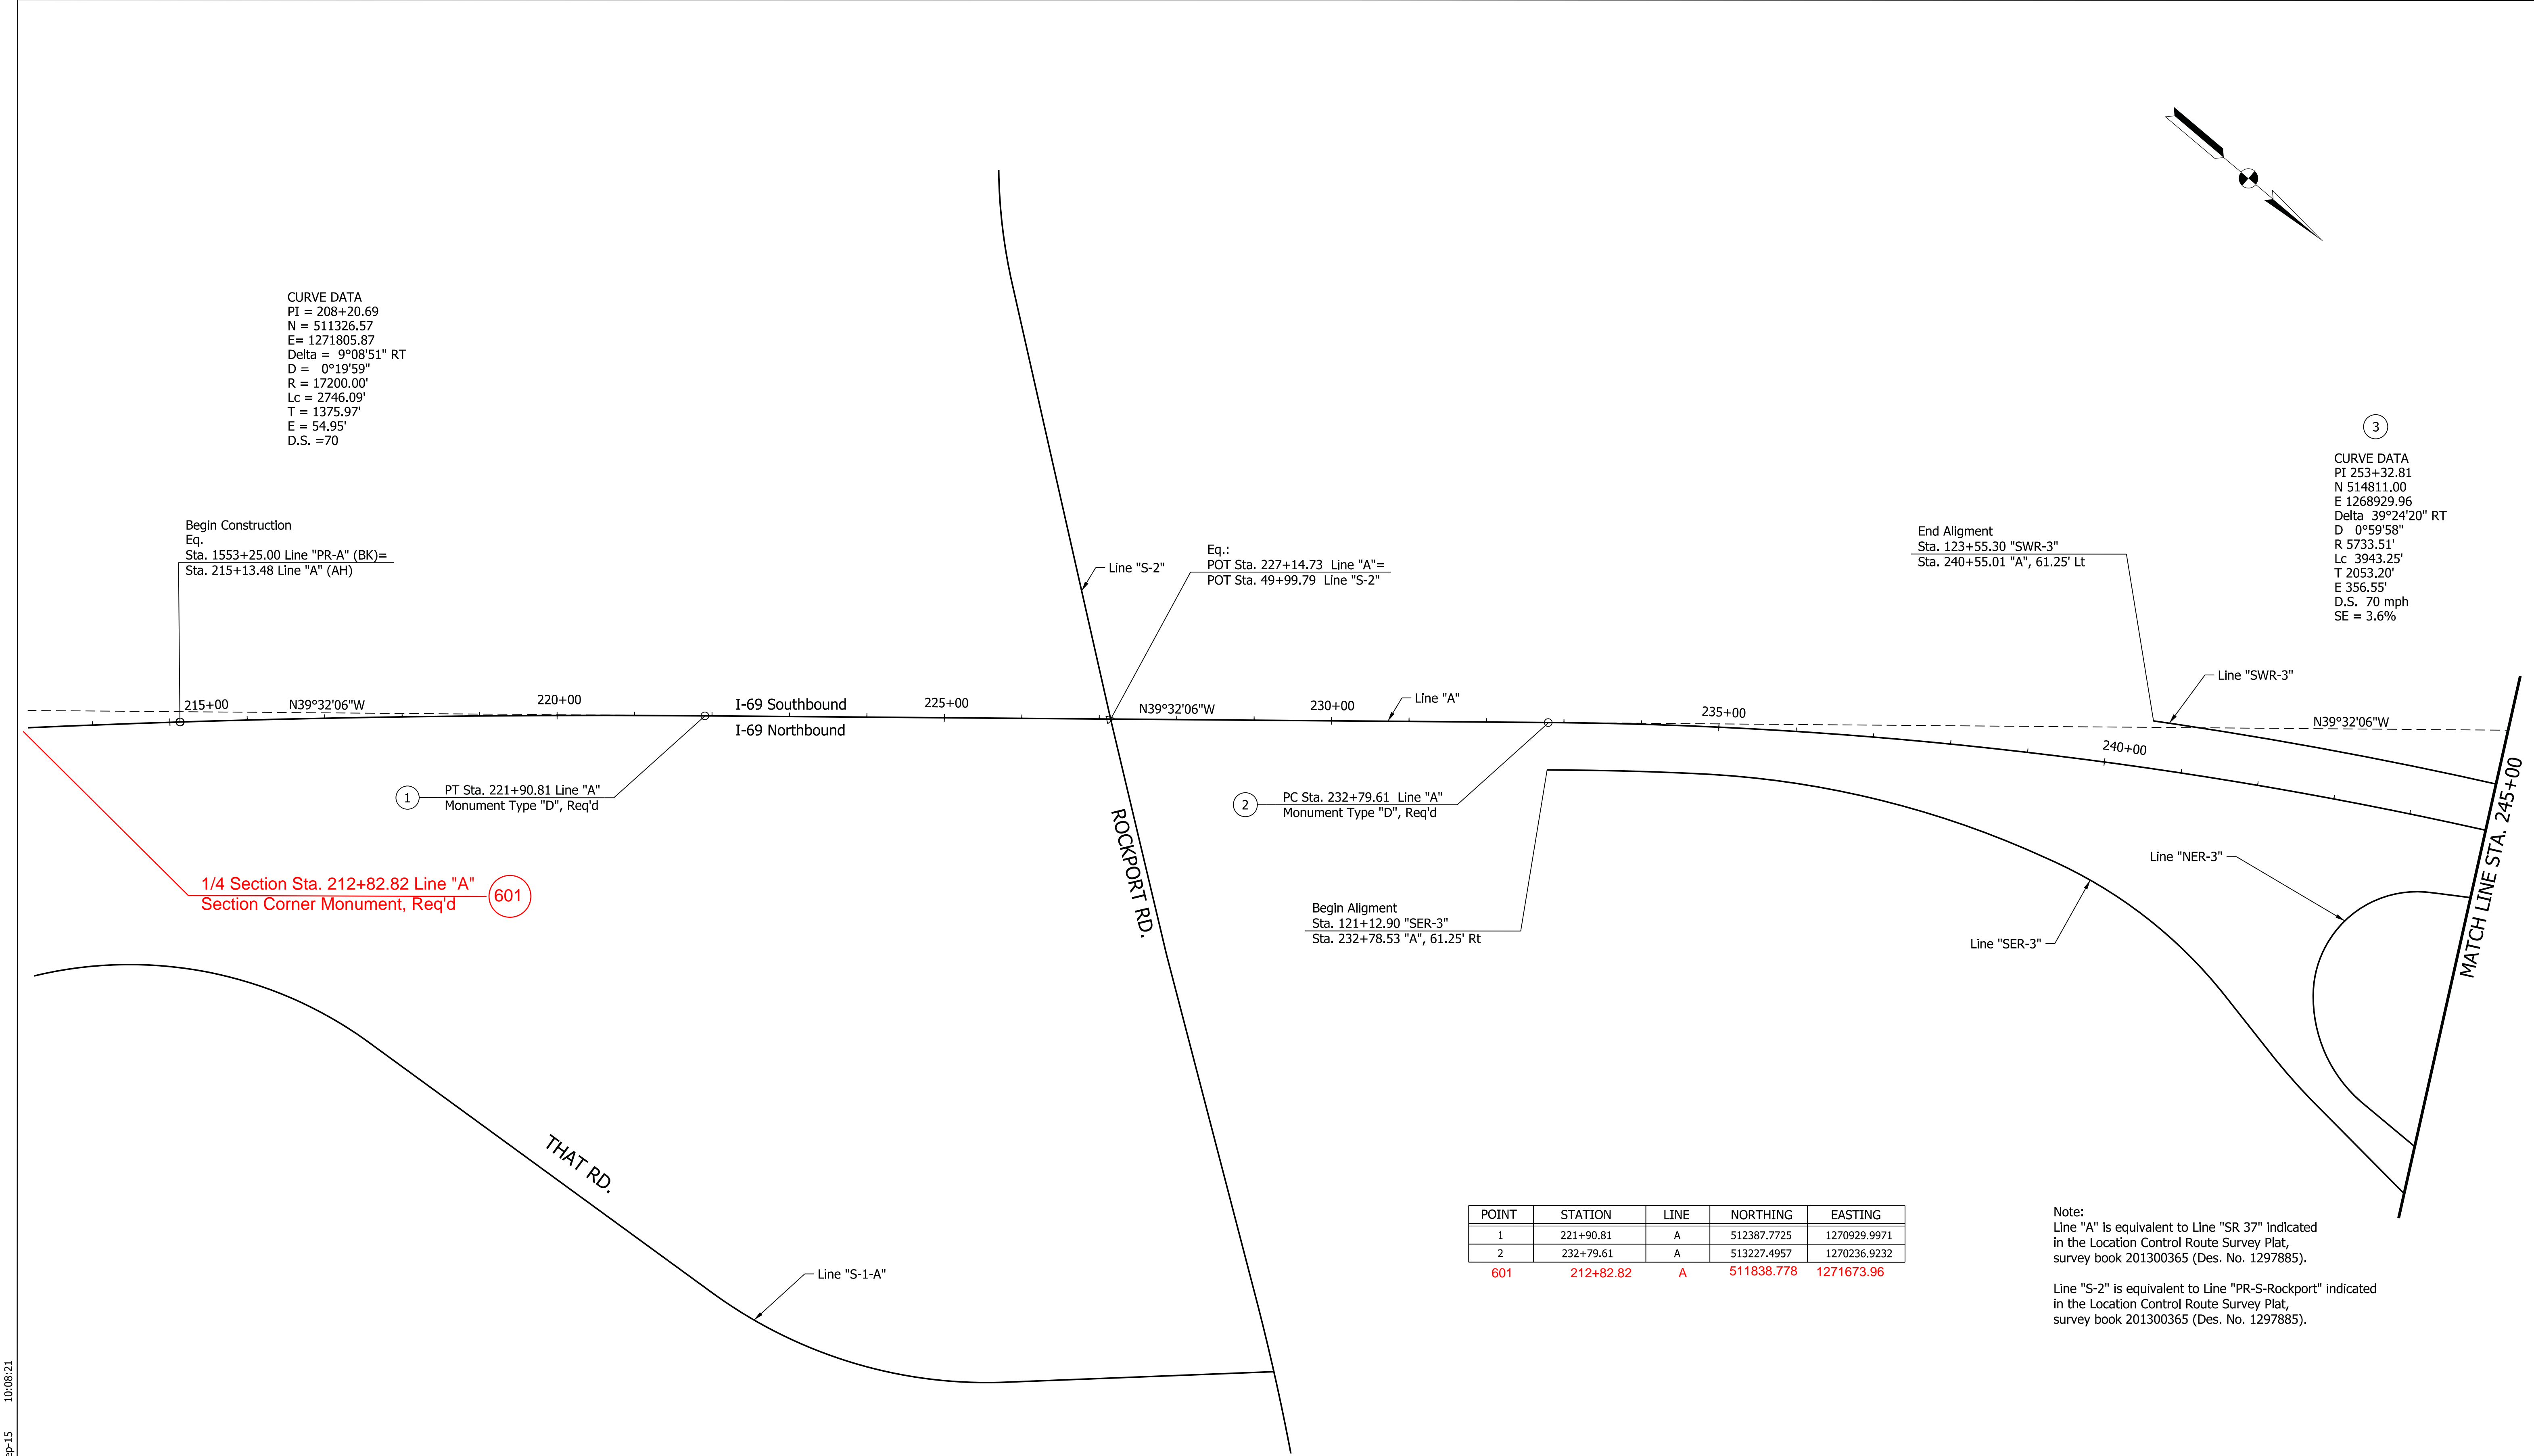 CURVE DATA
PI = 208+20.69
N = 511326.57
E= 1271805.87
Delta =  9°08'51" RT
D =   0°19'59"
R = 17200.00'
Lc = 2746.09'
T = 1375.97'
E = 54.95'
D.S. =70
3
CURVE DATA
PI 253+32.81
N 514811.00
E 1268929.96
Delta  39°24'20" RT
D   0°59'58"
R 5733.51'
Lc  3943.25'
T 2053.20'
E 356.55'
D.S.  70 mph
SE = 3.6%
Begin Construction
Eq.
Sta. 1553+25.00 Line "PR-A" (BK)=
Sta. 215+13.48 Line "A" (AH)
Line "S-2"
Eq.:
POT Sta. 227+14.73  Line "A"=
POT Sta. 49+99.79  Line "S-2"
End Aligment
Sta. 123+55.30 "SWR-3"
Sta. 240+55.01 "A", 61.25' Lt
Line "SWR-3"
215+00
N39°32'06"W
220+00
I-69 Southbound
I-69 Northbound
225+00
N39°32'06"W
230+00
Line "A"
235+00
240+00
N39°32'06"W
1
PT Sta. 221+90.81 Line "A"
Monument Type "D", Req'd
2
PC Sta. 232+79.61  Line "A"
Monument Type "D", Req'd
ROCKPORT RD.
MATCH LINE STA. 245+00
1/4 Section Sta. 212+82.82 Line "A"
Section Corner Monument, Req'd
601
Begin Aligment
Sta. 121+12.90 "SER-3"
Sta. 232+78.53 "A", 61.25' Rt
Line "NER-3"
Line "SER-3"
THAT RD.
Line "S-1-A"
POINT STATION LINE NORTHING EASTING
1 221+90.81 A 512387.7725 1270929.9971
2 232+79.61 A 513227.4957 1270236.9232
601 212+82.82 A 511838.778 1271673.96
Note:
Line "A" is equivalent to Line "SR 37" indicated
in the Location Control Route Survey Plat,
survey book 201300365 (Des. No. 1297885).
Line "S-2" is equivalent to Line "PR-S-Rockport" indicated
in the Location Control Route Survey Plat,
survey book 201300365 (Des. No. 1297885).
10:08:21